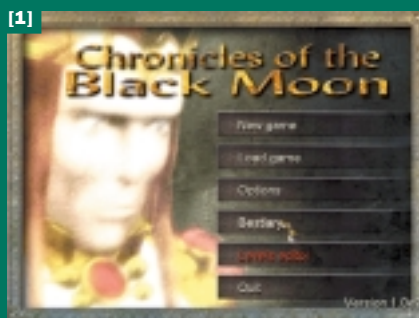 [1]
Chronicles of the
Black Moon
New game
Load game
Options
Bestiary
Quit
Version 1.0